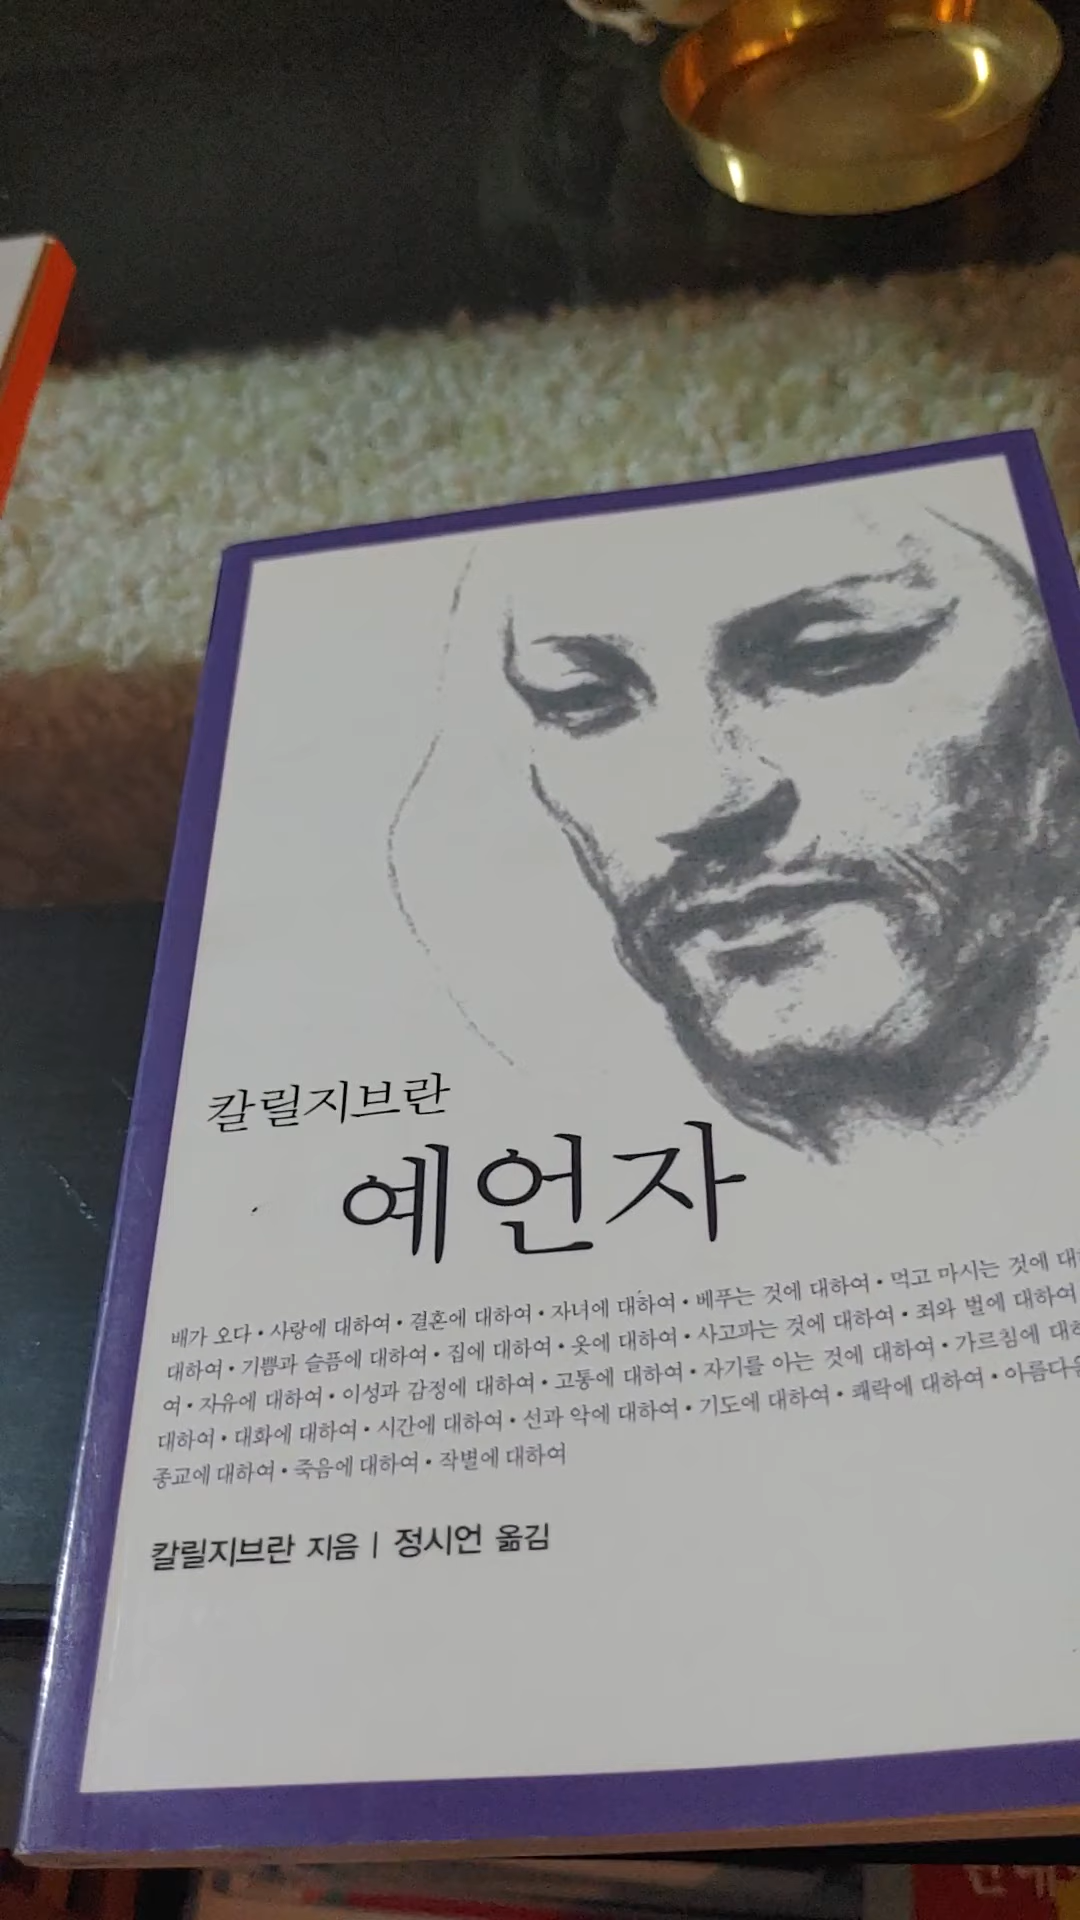 칼릴지브란
예언자
배가 오다 • 사랑에 대하여 • 결혼에 대하여 • 자녀에 대하여 • 베푸는 것에 대하여 • 먹고 마시는 것에
대하여 • 기쁨과 슬픔에 대하여 • 집에 대하여 • 옷에 대하여 • 사고파는 것에 대하여 • 죄와 벌에 대하여
여 • 자유에 대하여 • 이성과 감정에 대하여 • 고통에 대하여 • 자기를 아는 것에 대하여 • 가르침에
대하여 • 대화에 대하여 • 시간에 대하여 • 선과 악에 대하여 • 기도에 대하여 • 쾌락에 대하여 •
종교에 대하여 • 죽음에 대하여 • 작별에 대하여
칼릴지브란 지음 | 정시언 옮김